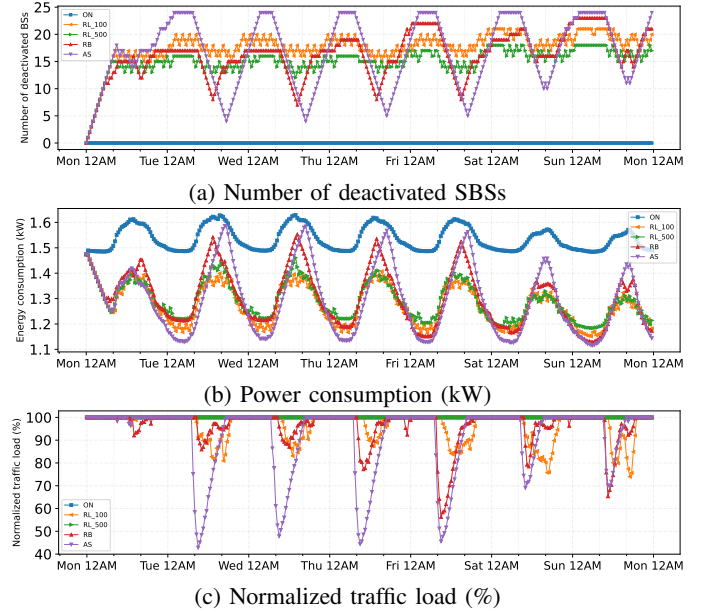 25
20
15
10
5
0
Number of deactivated BSs
ON
RL_100
RL_500
RB
AS
Mon 12AM Tue 12AM Wed 12AM Thu 12AM Fri 12AM Sat 12AM Sun 12AM Mon 12AM
(a) Number of deactivated SBSs
1.6
1.5
1.4
1.3
1.2
1.1
Energy consumption (kW)
ON
RL_100
RL_500
RB
AS
Mon 12AM Tue 12AM Wed 12AM Thu 12AM Fri 12AM Sat 12AM Sun 12AM Mon 12AM
(b) Power consumption (kW)
100
90
80
70
60
50
40
Normalized traffic load (%)
ON
RL_100
RL_500
RB
AS
Mon 12AM Tue 12AM Wed 12AM Thu 12AM Fri 12AM Sat 12AM Sun 12AM Mon 12AM
(c) Normalized traffic load (%)